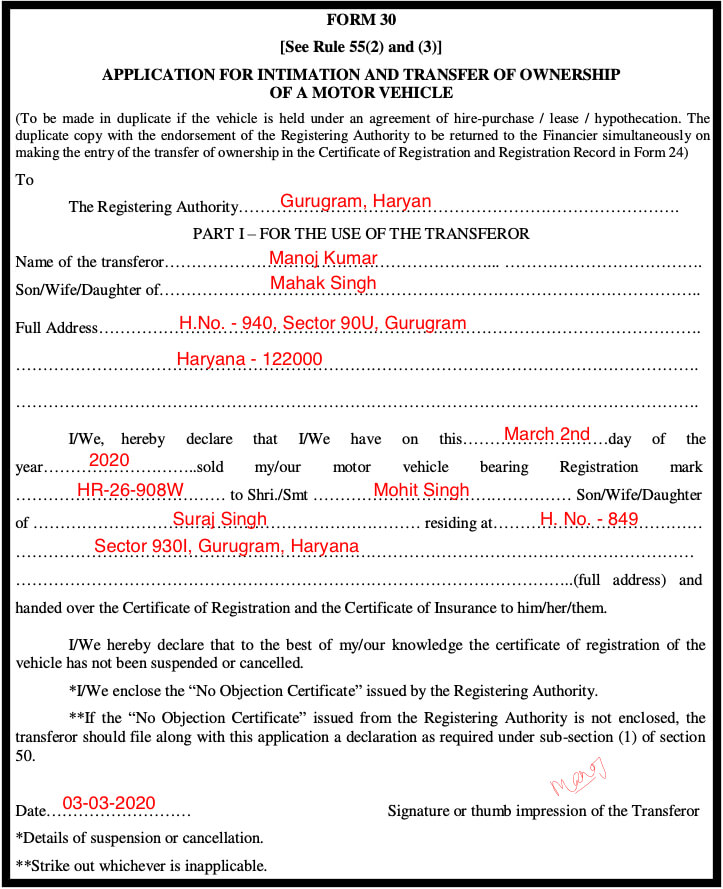 FORM 30
[See Rule 55(2) and (3)]
APPLICATION FOR INTIMATION AND TRANSFER OF OWNERSHIP
OF A MOTOR VEHICLE
(To be made in duplicate if the vehicle is held under an agreement of hire-purchase / lease / hypothecation. The
duplicate copy with the endorsement of the Registering Authority to be returned to the Financier simultaneously on
making the entry of the transfer of ownership in the Certificate of Registration and Registration Record in Form 24)
To
The Registering Authority……Gurugram, Haryan……………….
PART I – FOR THE USE OF THE TRANSFEROR
Name of the transferor……………Manoj Kumar……………... ……………………………….
Son/Wife/Daughter of……………Mahak Singh……………………………………………..
Full Address……………H.No. - 940, Sector 90U, Gurugram……………………………….
……………………Haryana - 122000……………………………………………….
……………………………………………………………………………………….
I/We, hereby declare that I/We have on this……March 2nd….day of the
year………2020………..sold my/our motor vehicle bearing Registration mark
…………HR-26-908W……… to Shri./Smt ………Mohit Singh……………… Son/Wife/Daughter
of …………………Suraj Singh…………………… residing at………H. No. - 849…………
…………Sector 930I, Gurugram, Haryana……………………………………………
……………………………………………………………………………..(full address) and
handed over the Certificate of Registration and the Certificate of Insurance to him/her/them.
I/We hereby declare that to the best of my/our knowledge the certificate of registration of the
vehicle has not been suspended or cancelled.
*I/We enclose the “No Objection Certificate” issued by the Registering Authority.
**If the “No Objection Certificate” issued from the Registering Authority is not enclosed, the
transferor should file along with this application a declaration as required under sub-section (1) of section
50.
Manoj
Date…03-03-2020……… Signature or thumb impression of the Transferor
*Details of suspension or cancellation.
**Strike out whichever is inapplicable.